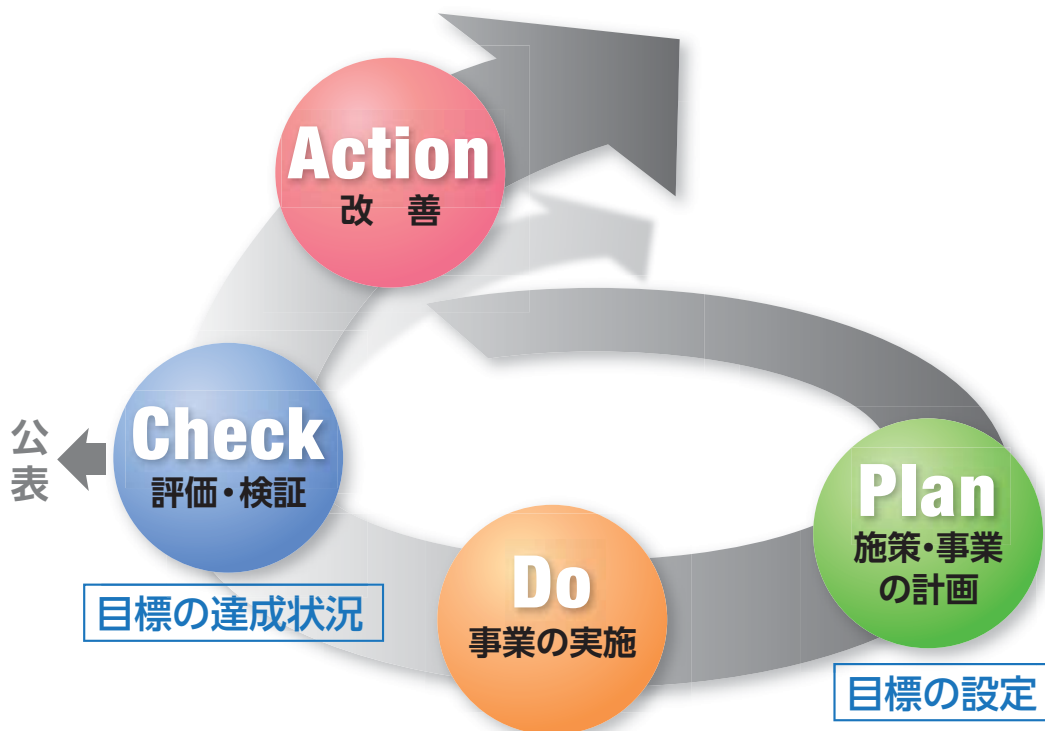 Action
改　善
公表
Check
評価・検証
目標の達成状況
Do
事業の実施
Plan
施策・事業
の計画
目標の設定